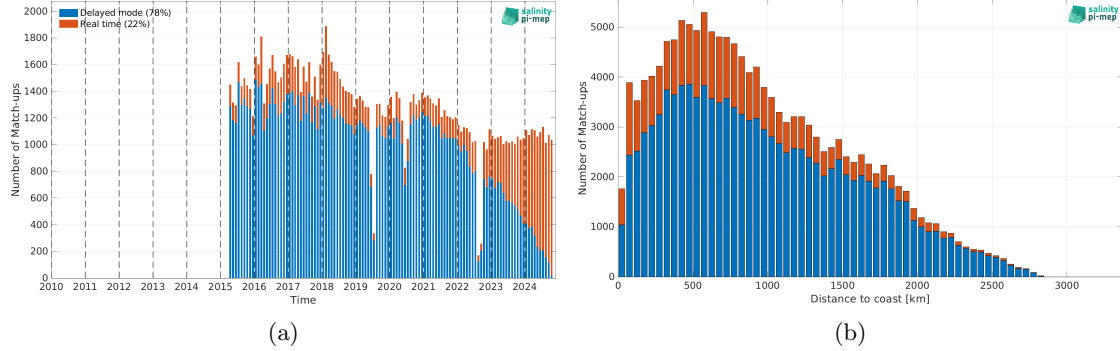 Delayed mode (78%)
Real time (22%)
salinity
pi-mep
Number of Match-ups
2000
1800
1600
1400
1200
1000
800
600
400
200
0
2010 2011 2012 2013 2014 2015 2016 2017 2018 2019 2020 2021 2022 2023 2024
Time
(a)
salinity
pi-mep
Number of Match-ups
5000
4000
3000
2000
1000
0
0 500 1000 1500 2000 2500 3000
Distance to coast [km]
(b)